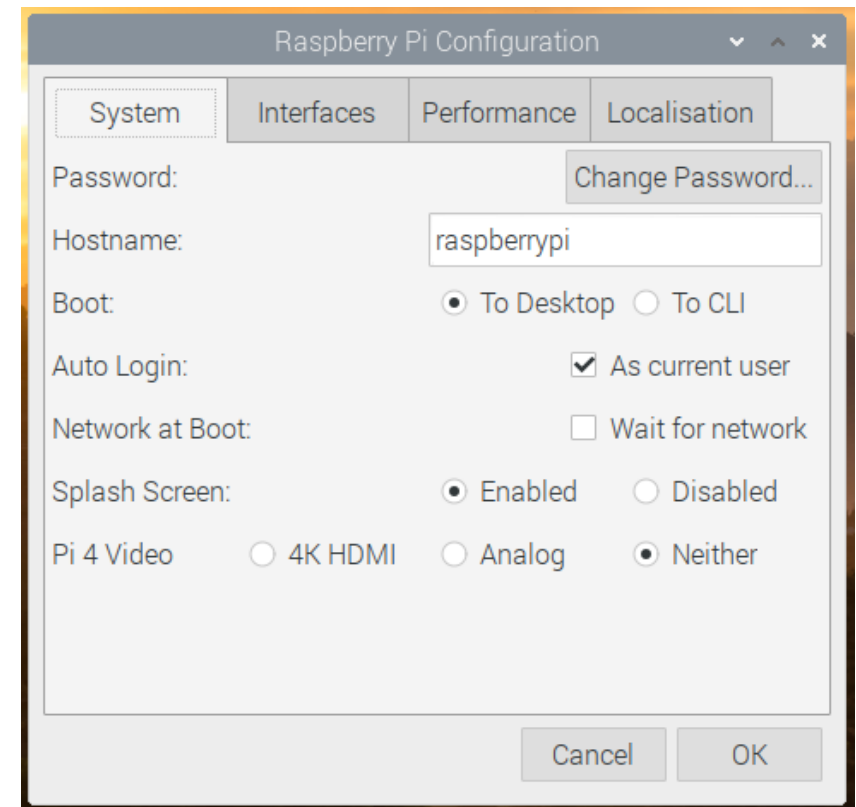 Raspberry Pi Configuration
System Interfaces Performance Localisation
Password: Change Password...
Hostname: raspberrypi
Boot: To Desktop To CLI
Auto Login: As current user
Network at Boot: Wait for network
Splash Screen: Enabled Disabled
Pi 4 Video 4K HDMI Analog Neither
Cancel OK